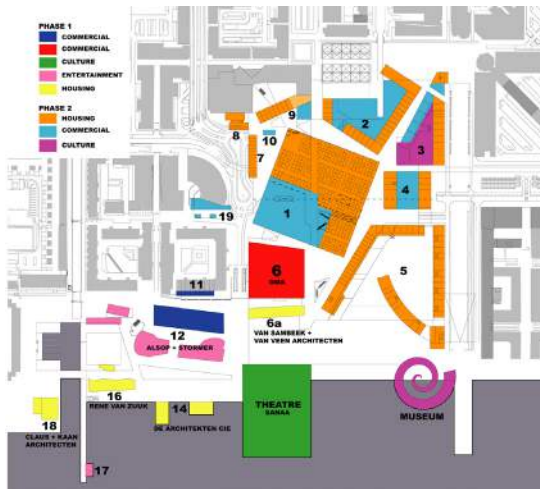 PHASE 1
COMMERCIAL
COMMERCIAL
CULTURE
ENTERTAINMENT
HOUSING
PHASE 2
HOUSING
COMMERCIAL
CULTURE
1
2
3
4
5
6
OMA
6a
VAN SAMBEEK +
VAN VEEN ARCHITECTEN
7
8
9
10
11
12
ALSOP + STORMER
14
DE ARCHITEKTEN CIE
16
RENE VAN ZUUK
17
18
CLAUS + KAAN
ARCHITECTEN
19
THEATRE
SANAA
MUSEUM